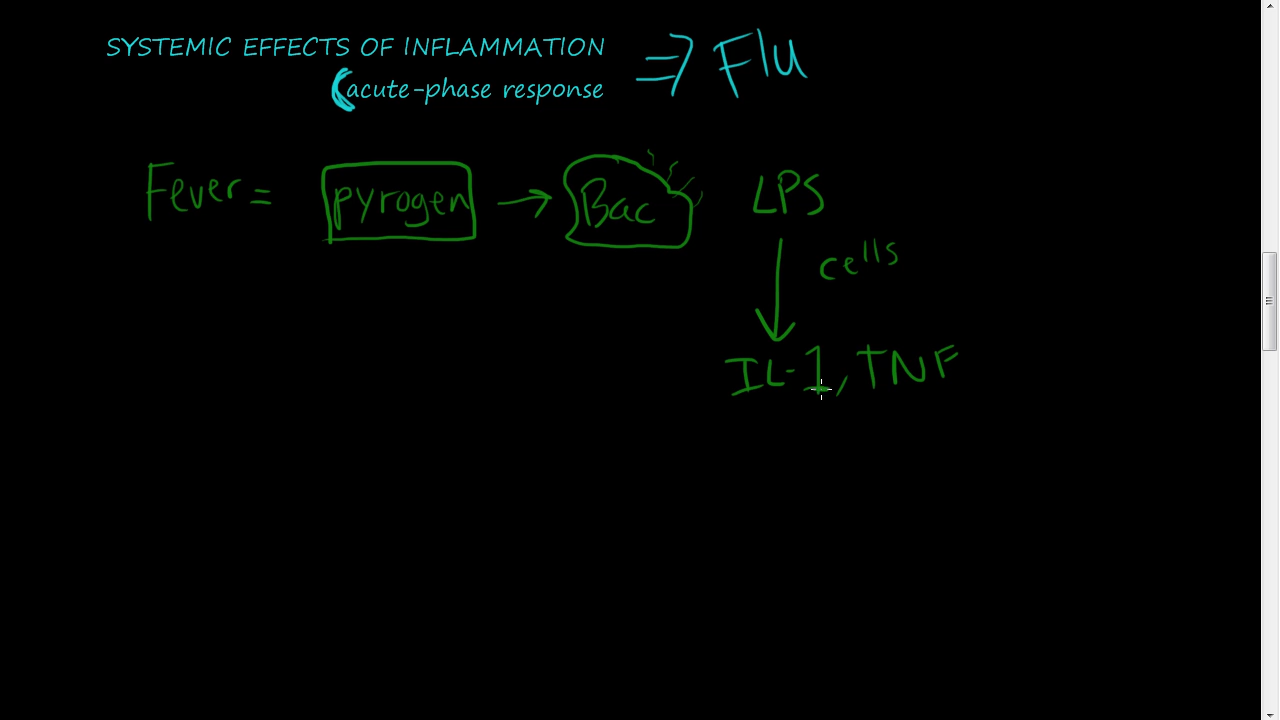 SYSTEMIC EFFECTS OF INFLAMMATION ⇒ Flu
(acute-phase response
Fever = pyrogen → Bac LPS
cells
IL-1, TNF